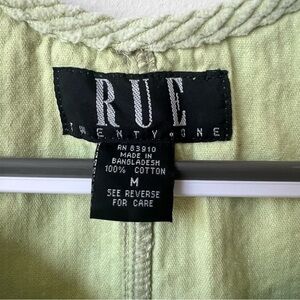 RUE
TWENTY•ONE
RN 83910
MADE IN
BANGLADESH
100% COTTON
M
SEE REVERSE
FOR CARE